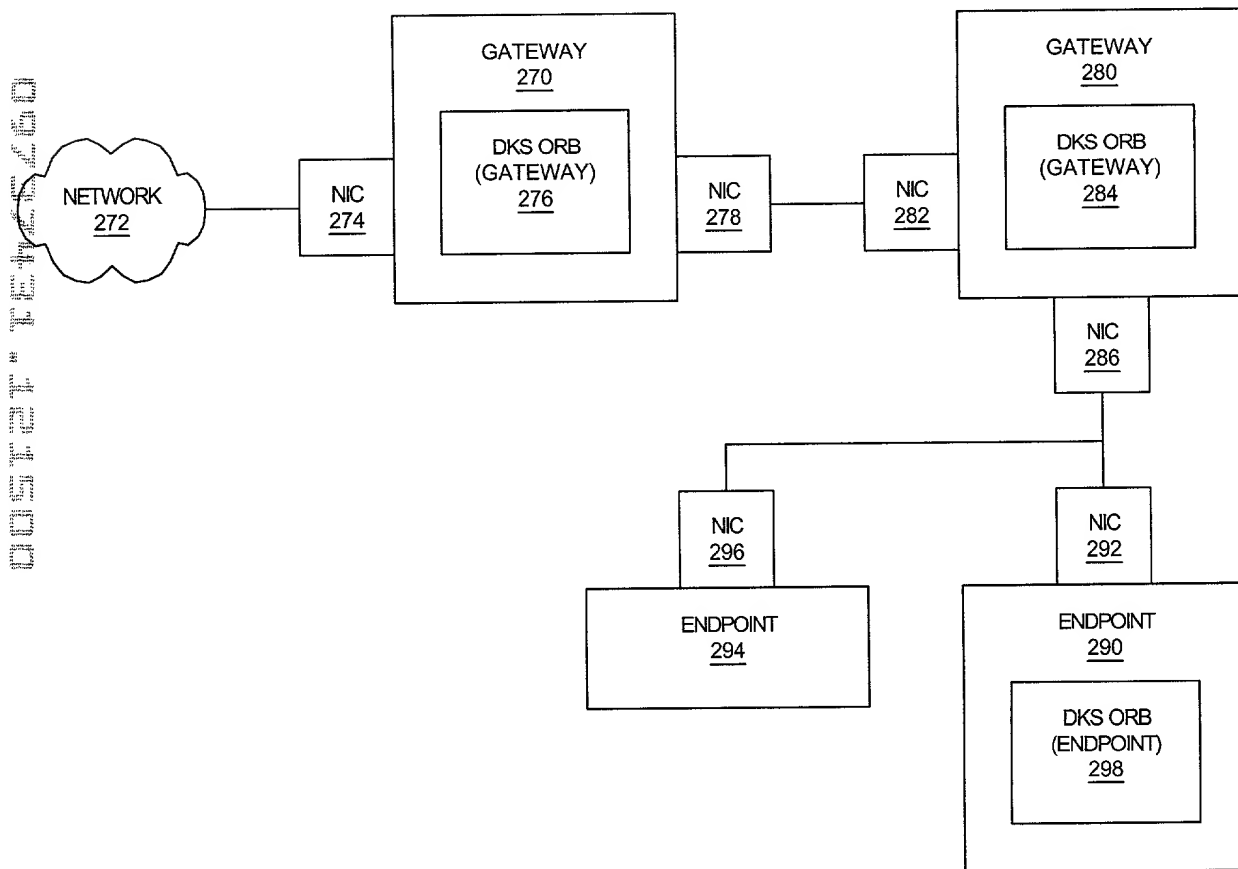 NETWORK
272
NIC
274
GATEWAY
270
DKS ORB
(GATEWAY)
276
NIC
278
NIC
282
GATEWAY
280
DKS ORB
(GATEWAY)
284
NIC
286
NIC
296
ENDPOINT
294
NIC
292
ENDPOINT
290
DKS ORB
(ENDPOINT)
298